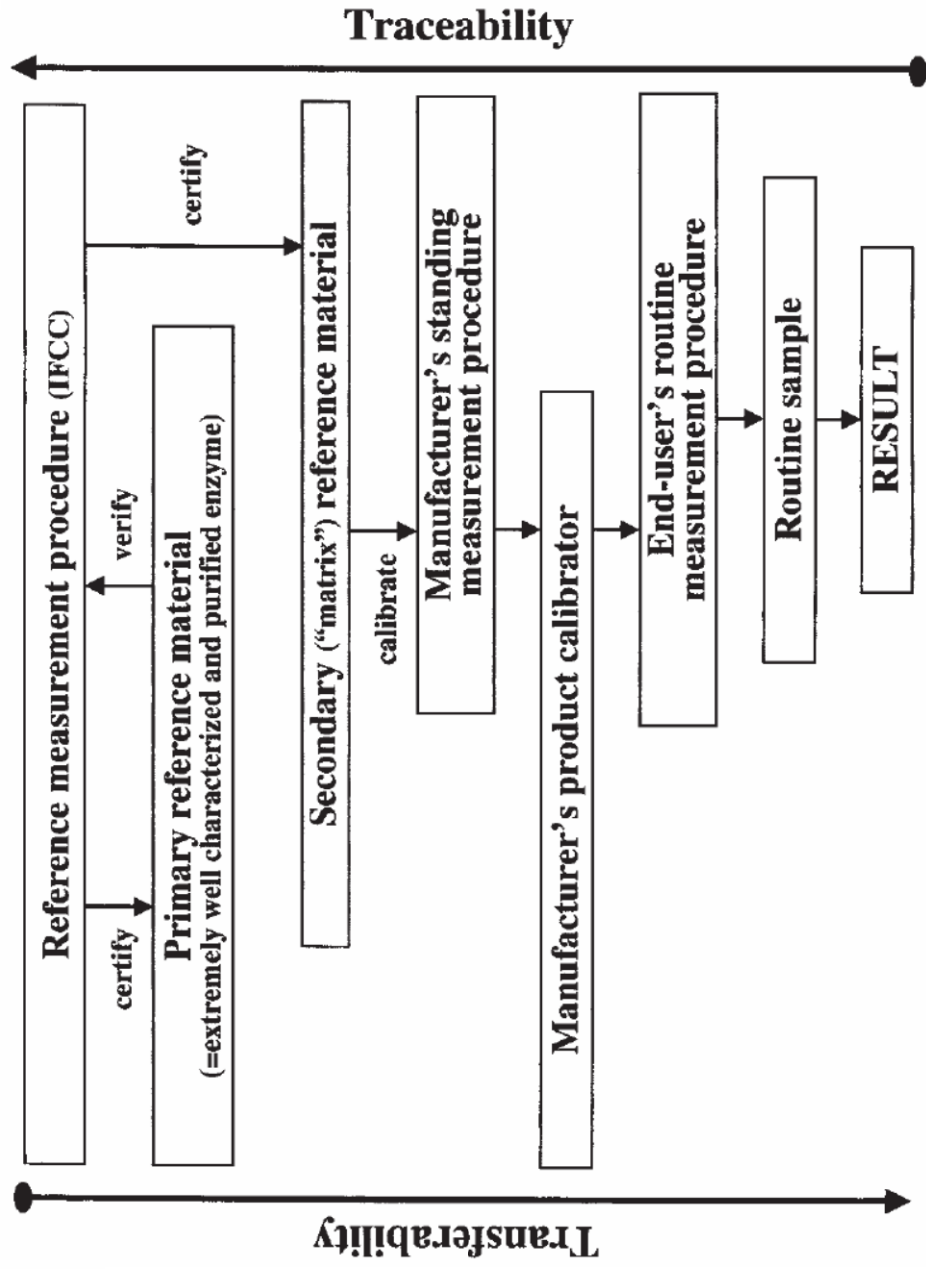 Traceability
Reference measurement procedure (IFCC)
certify
verify
certify
Primary reference material
(=extremely well characterized and purified enzyme)
Secondary (“matrix”) reference material
calibrate
Manufacturer’s standing
measurement procedure
Manufacturer’s product calibrator
End-user’s routine
measurement procedure
Routine sample
RESULT
Transferability